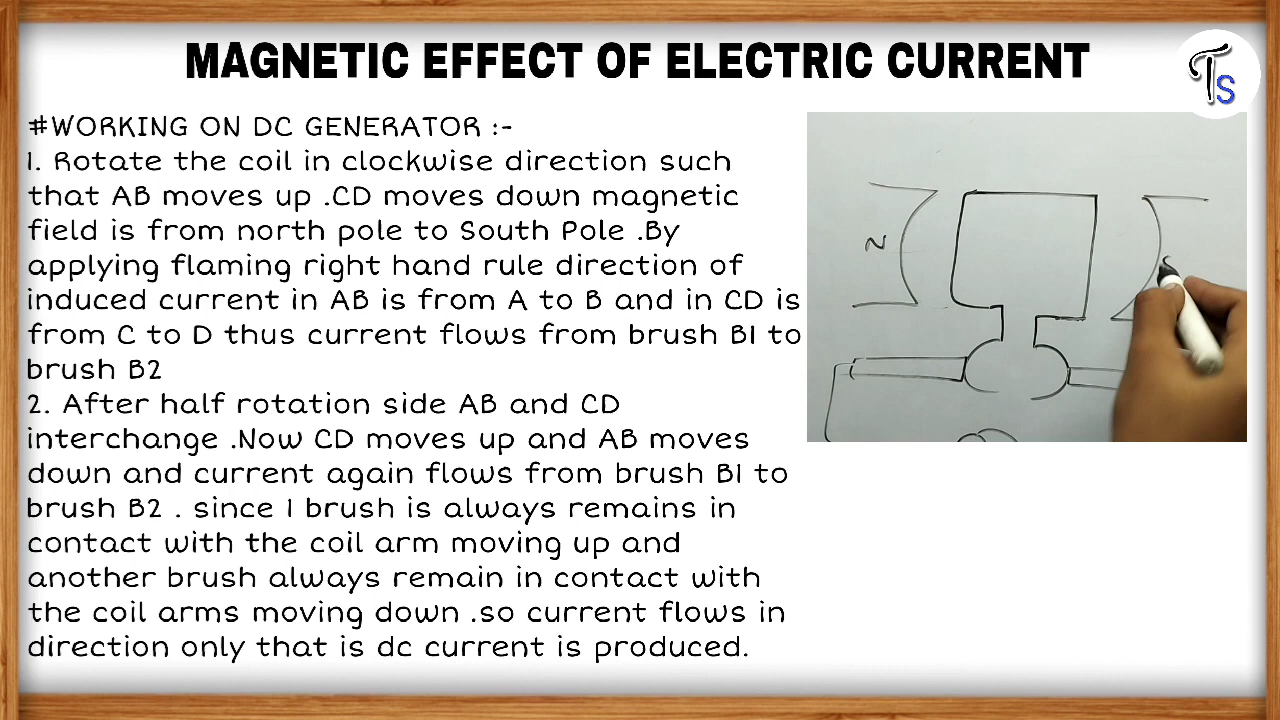 MAGNETIC EFFECT OF ELECTRIC CURRENT
Ts
#WORKING ON DC GENERATOR :-
1. Rotate the coil in clockwise direction such
that AB moves up .CD moves down magnetic
field is from north pole to South Pole .By
applying flaming right hand rule direction of
induced current in AB is from A to B and in CD is
from C to D thus current flows from brush B1 to
brush B2
2. After half rotation side AB and CD
interchange .Now CD moves up and AB moves
down and current again flows from brush B1 to
brush B2 . since 1 brush is always remains in
contact with the coil arm moving up and
another brush always remain in contact with
the coil arms moving down .so current flows in
direction only that is dc current is produced.
N